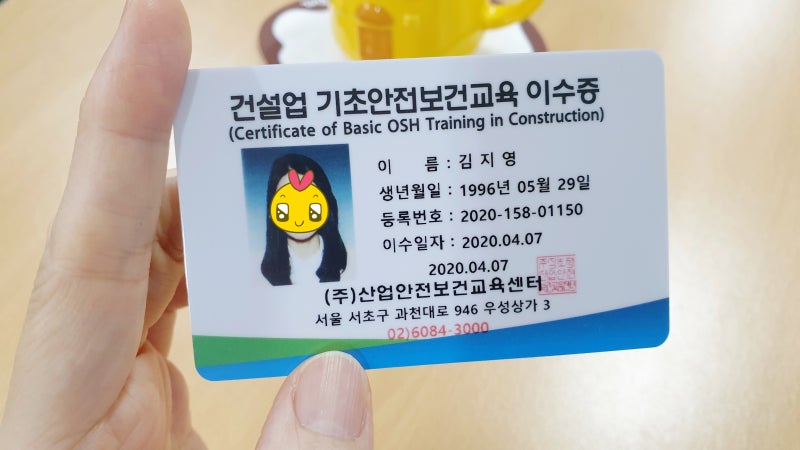 건설업 기초안전보건교육 이수증
(Certificate of Basic OSH Training in Construction)
이 름 : 김지영
생년월일 : 1996년 05월 29일
등록번호 : 2020-158-01150
이수일자 : 2020.04.07
2020.04.07
(주)산업안전보건교육센터
서울 서초구 과천대로 946 우성상가 3
02)6084-3000